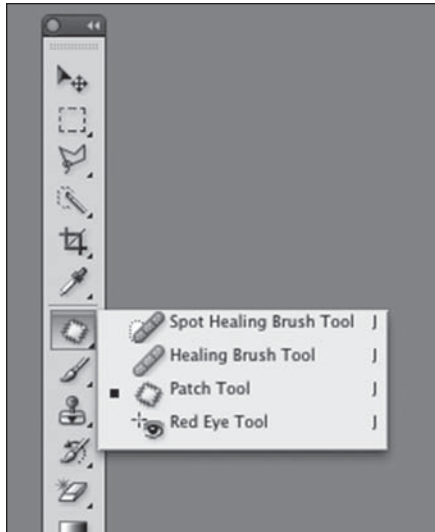 Spot Healing Brush Tool J
Healing Brush Tool J
Patch Tool J
Red Eye Tool J